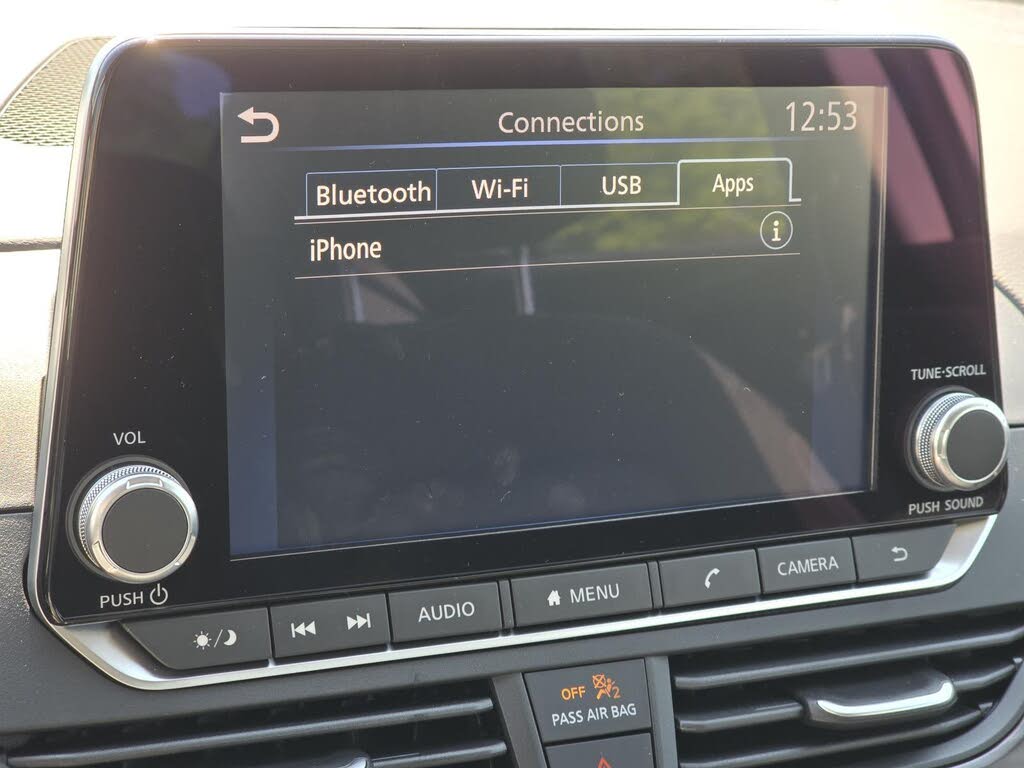 Connections
12:53
Bluetooth
Wi-Fi
USB
Apps
iPhone
i
TUNE·SCROLL
VOL
PUSH SOUND
PUSH
AUDIO
MENU
CAMERA
OFF
2
PASS AIR BAG